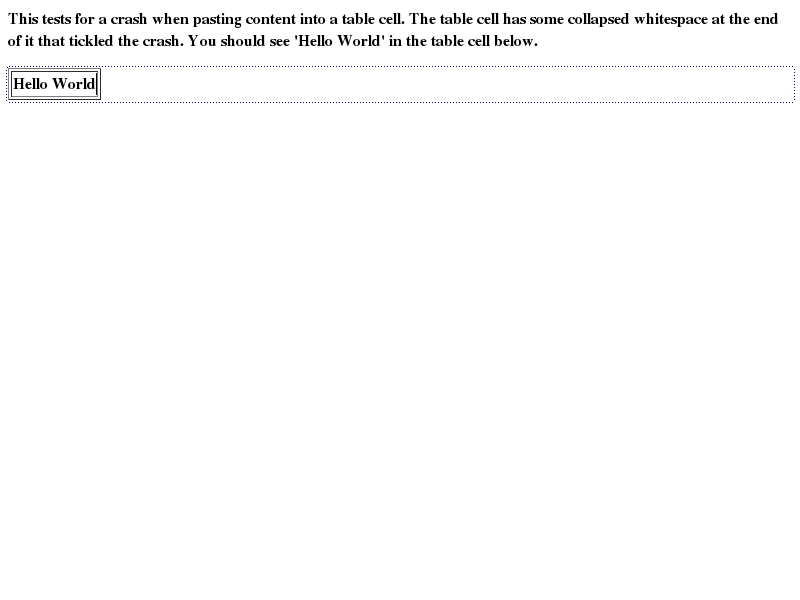 This tests for a crash when pasting content into a table cell. The table cell has some collapsed whitespace at the end
of it that tickled the crash. You should see 'Hello World' in the table cell below.
Hello World